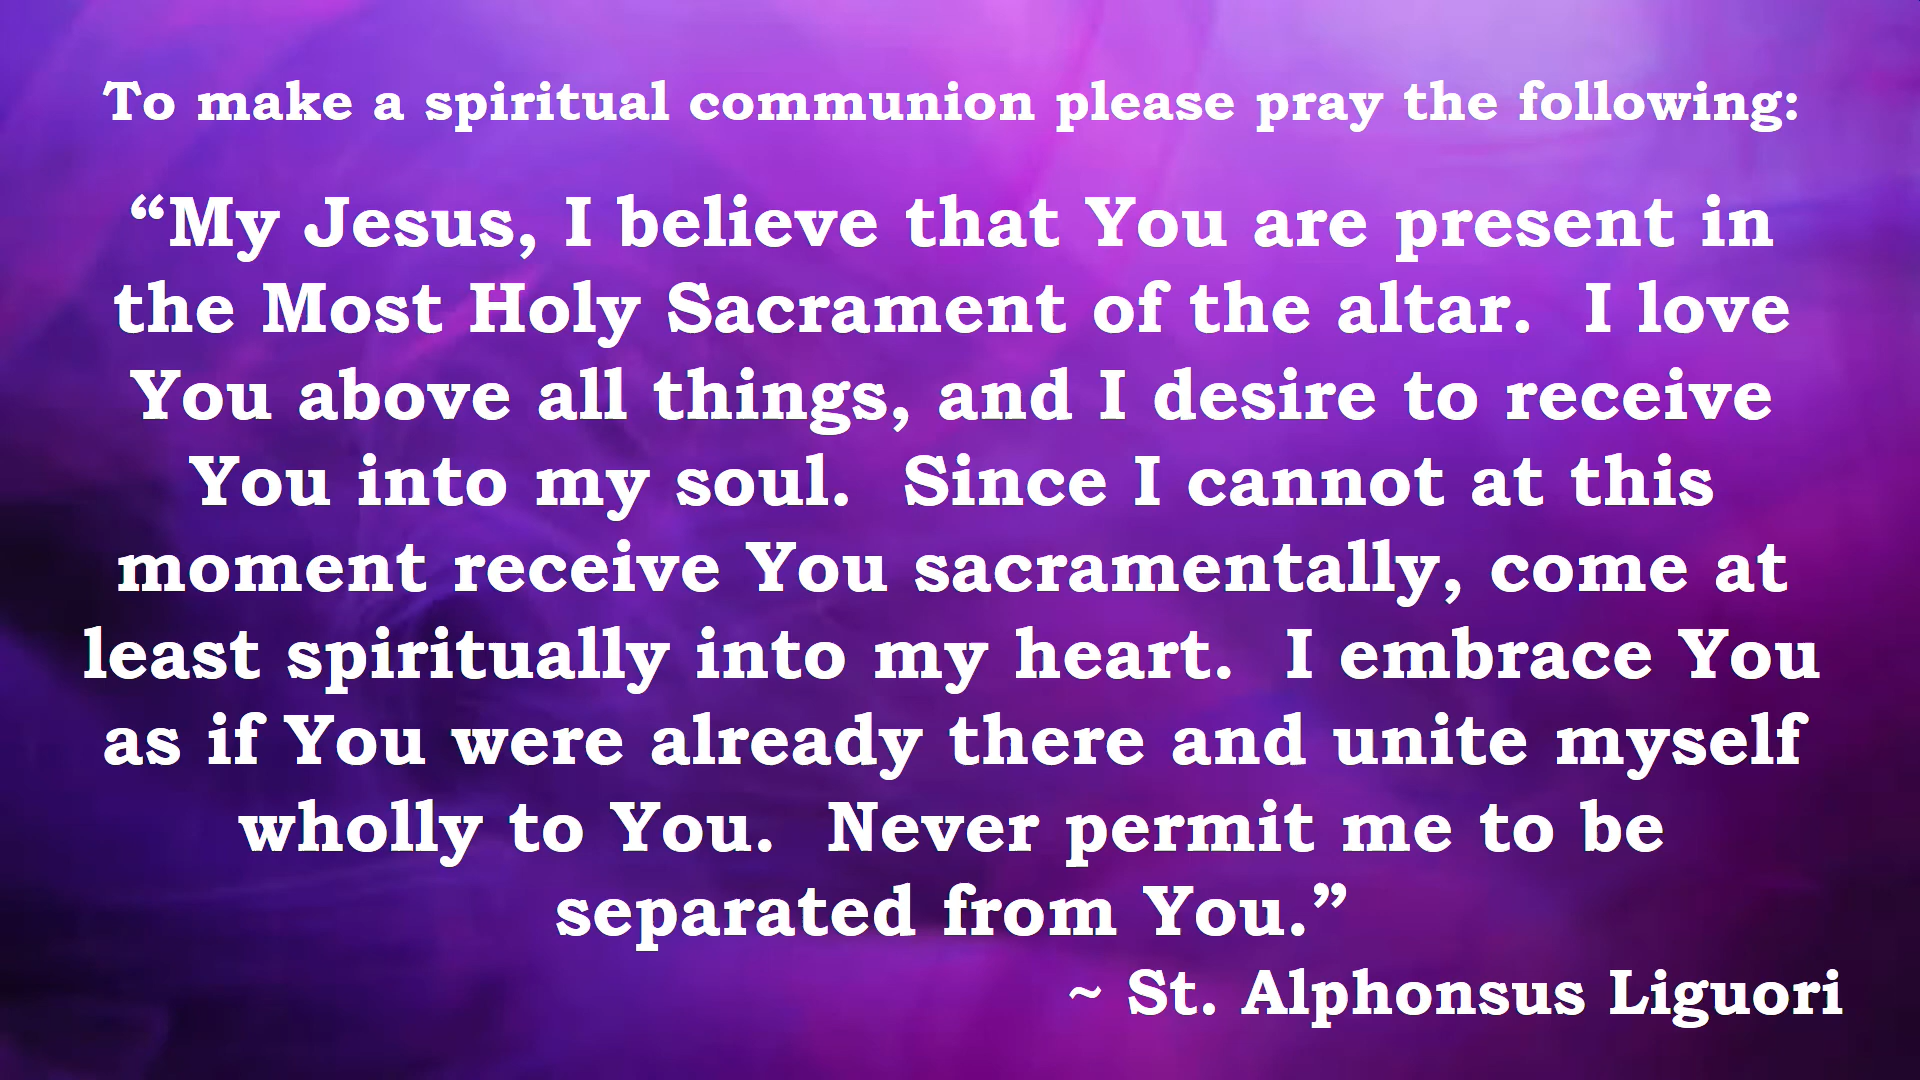 To make a spiritual communion please pray the following:
“My Jesus, I believe that You are present in
the Most Holy Sacrament of the altar.  I love
You above all things, and I desire to receive
You into my soul.  Since I cannot at this
moment receive You sacramentally, come at
least spiritually into my heart.  I embrace You
as if You were already there and unite myself
wholly to You.  Never permit me to be
separated from You.”
~ St. Alphonsus Liguori